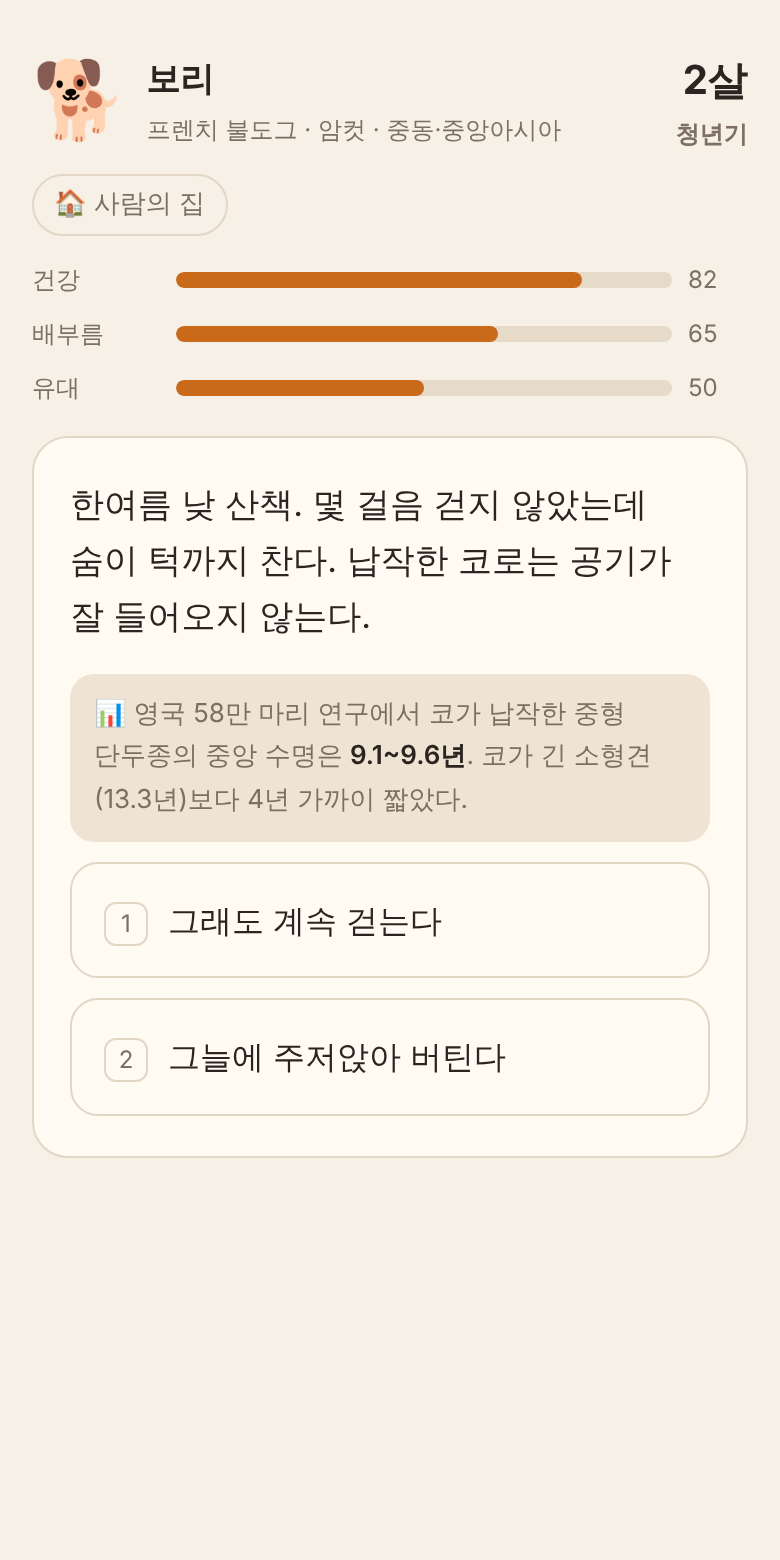 보리
2살
프렌치 불도그 · 암컷 · 중동·중앙아시아
청년기
사람의 집
건강 82
배부름 65
유대 50
한여름 낮 산책. 몇 걸음 걷지 않았는데
숨이 턱까지 찬다. 납작한 코로는 공기가
잘 들어오지 않는다.
영국 58만 마리 연구에서 코가 납작한 중형
단두종의 중앙 수명은 9.1~9.6년. 코가 긴 소형견
(13.3년)보다 4년 가까이 짧았다.
1 그래도 계속 걷는다
2 그늘에 주저앉아 버틴다